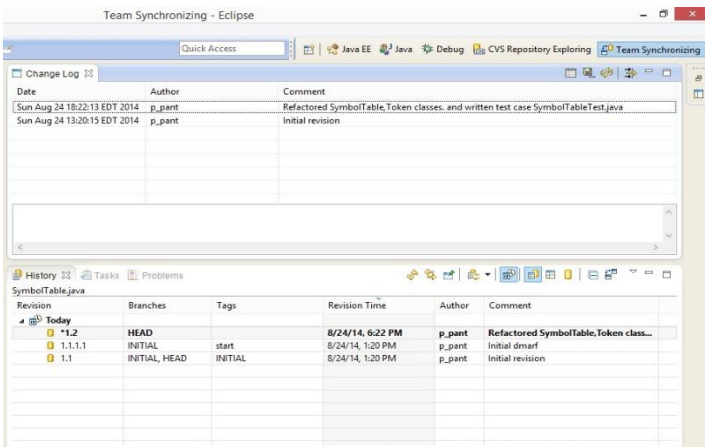 Team Synchronizing - Eclipse
Quick Access Java EE Java Debug CVS Repository Exploring Team Synchronizing
Change Log
Date Author Comment
Sun Aug 24 18:22:13 EDT 2014 p_pant Refactored SymbolTable,Token classes. and written test case SymbolTableTest.java
Sun Aug 24 13:20:15 EDT 2014 p_pant Initial revision
History Tasks Problems
SymbolTable.java
Revision Branches Tags Revision Time Author Comment
Today
*1.2 HEAD 8/24/14, 6:22 PM p_pant Refactored SymbolTable,Token class...
1.1.1.1 INITIAL start 8/24/14, 1:20 PM p_pant Initial dmarf
1.1 INITIAL, HEAD INITIAL 8/24/14, 1:20 PM p_pant Initial revision